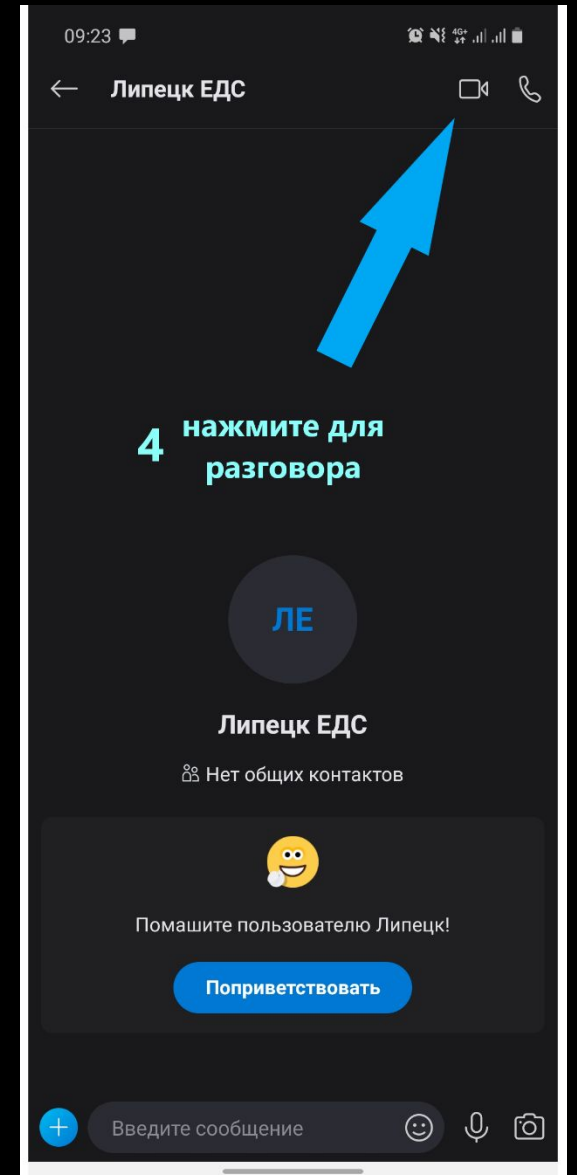 09:23
4G+
Липецк ЕДС
4 нажмите для
разговора
ЛЕ
Липецк ЕДС
Нет общих контактов
Помашите пользователю Липецк!
Поприветствовать
Введите сообщение